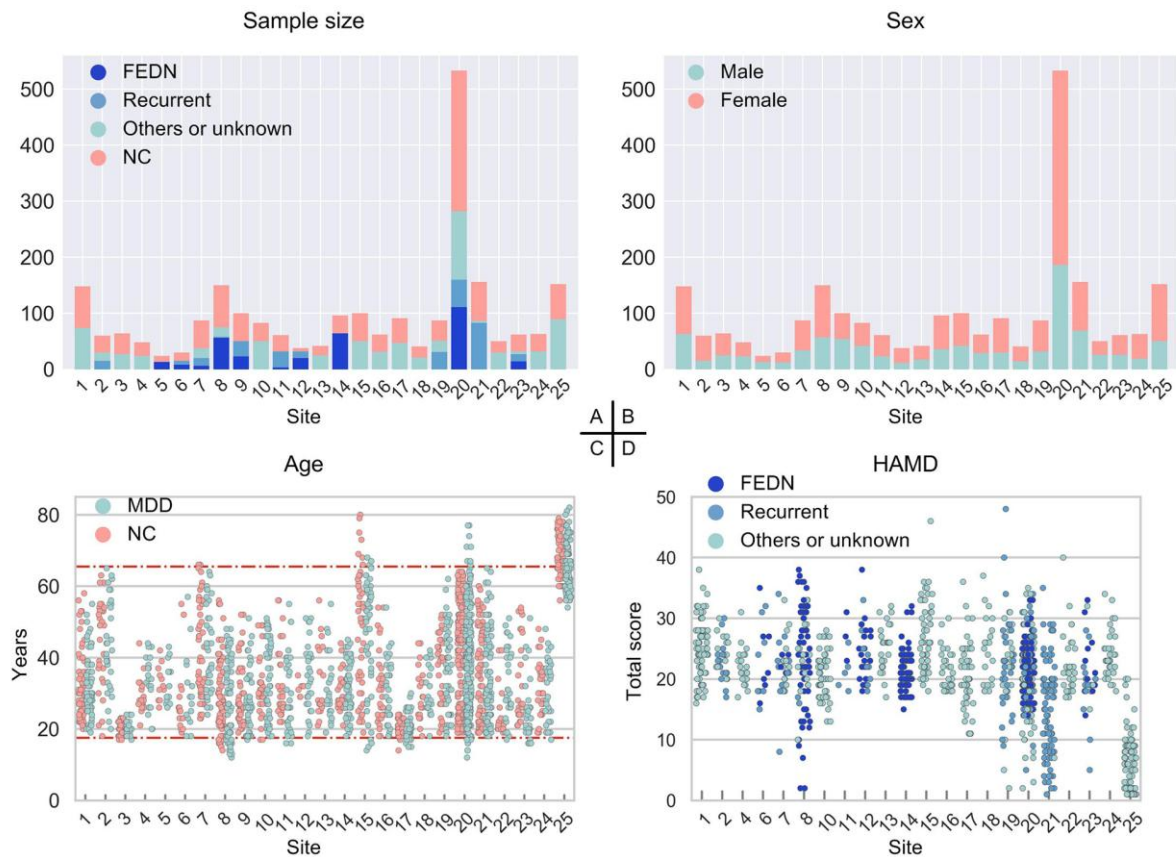 Sample size
FEDN
Recurrent
Others or unknown
NC
500
400
300
200
100
0
1 2 3 4 5 6 7 8 9 10 11 12 13 14 15 16 17 18 19 20 21 22 23 24 25
Site
Sex
Male
Female
500
400
300
200
100
0
1 2 3 4 5 6 7 8 9 10 11 12 13 14 15 16 17 18 19 20 21 22 23 24 25
Site
A B
C D
Age
MDD
NC
Years
80
60
40
20
0
1 2 3 4 5 6 7 8 9 10 11 12 13 14 15 16 17 18 19 20 21 22 23 24 25
Site
HAMD
FEDN
Recurrent
Others or unknown
Total score
50
40
30
20
10
0
1 2 4 6 7 8 10 11 12 13 14 15 16 17 18 19 20 21 22 23 24 25
Site